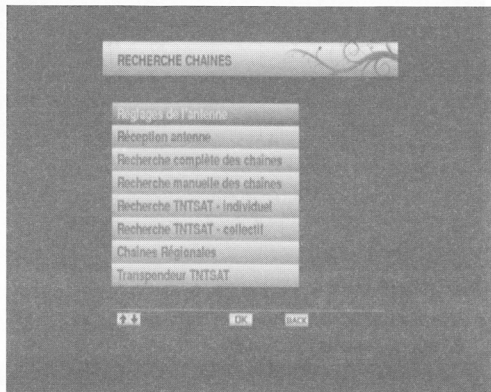 RECHERCHE CHAINES
Réglages de l'antenne
Réception antenne
Recherche complète des chaînes
Recherche manuelle des chaînes
Recherche TNTSAT - individuel
Recherche TNTSAT - collectif
Chaînes Régionales
Transpondeur TNTSAT
OK BACK